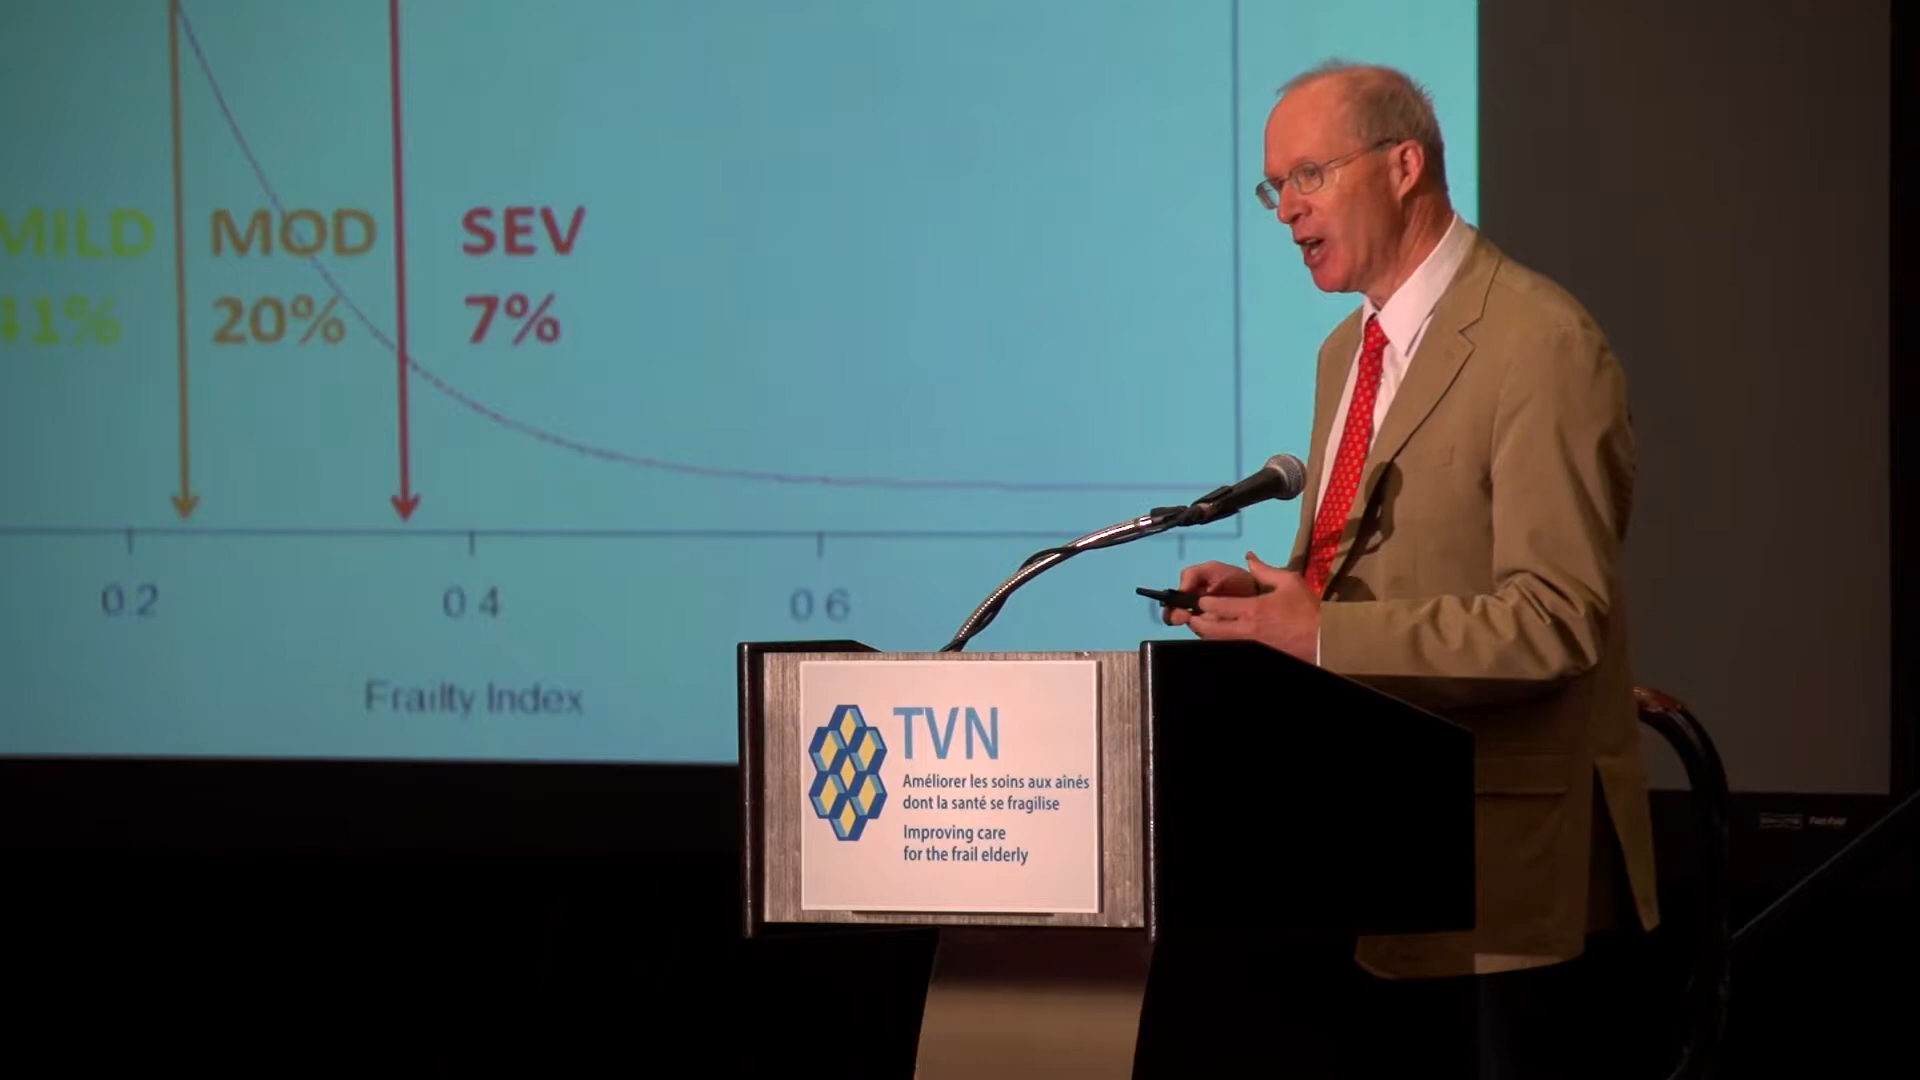 MILD
MOD
SEV
41%
20%
7%
0 2
0 4
0 6
Frailty Index
TVN
Améliorer les soins aux aînés
dont la santé se fragilise
Improving care
for the frail elderly